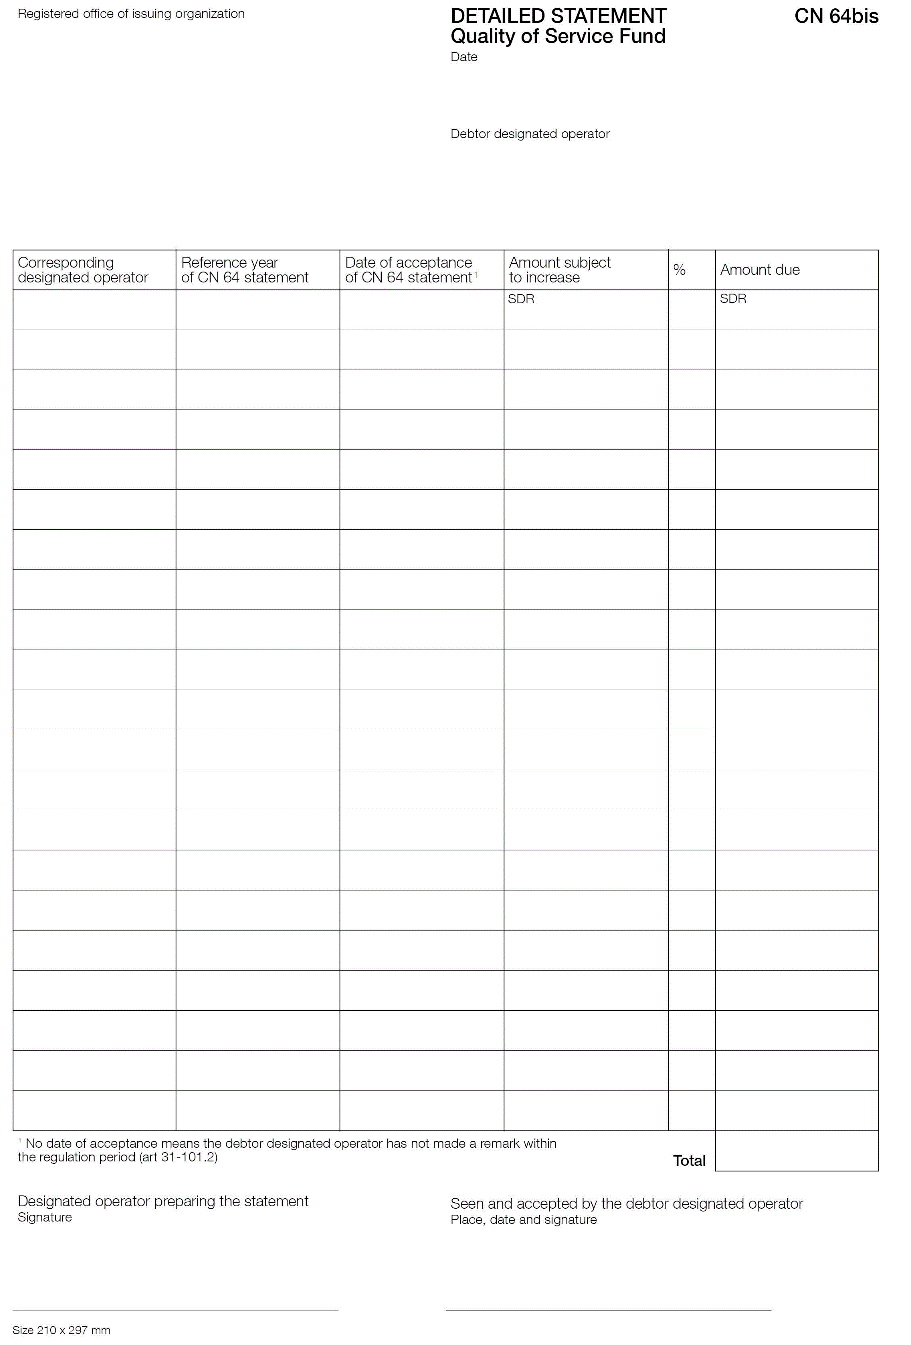 Registered office of issuing organization
DETAILED STATEMENT
Quality of Service Fund
CN 64bis
Date
Debtor designated operator
Corresponding
designated operator
Reference year
of CN 64 statement
Date of acceptance
of CN 64 statement¹
Amount subject
to increase
%
Amount due
SDR
SDR
¹ No date of acceptance means the debtor designated operator has not made a remark within
the regulation period (art 31-101.2)
Total
Designated operator preparing the statement
Signature
Seen and accepted by the debtor designated operator
Place, date and signature
Size 210 x 297 mm